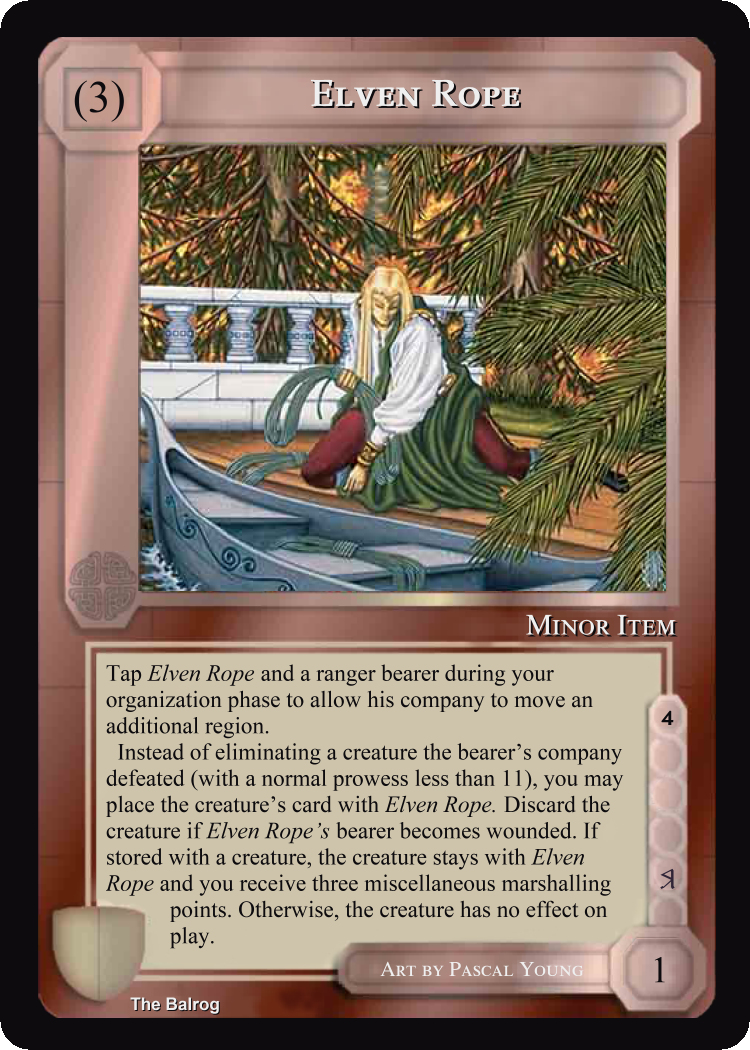 (3)
ELVEN ROPE
MINOR ITEM
Tap Elven Rope and a ranger bearer during your
organization phase to allow his company to move an
additional region.
Instead of eliminating a creature the bearer's company
defeated (with a normal prowess less than 11), you may
place the creature's card with Elven Rope. Discard the
creature if Elven Rope's bearer becomes wounded. If
stored with a creature, the creature stays with Elven
Rope and you receive three miscellaneous marshalling
points. Otherwise, the creature has no effect on
play.
4
ART BY PASCAL YOUNG
1
The Balrog